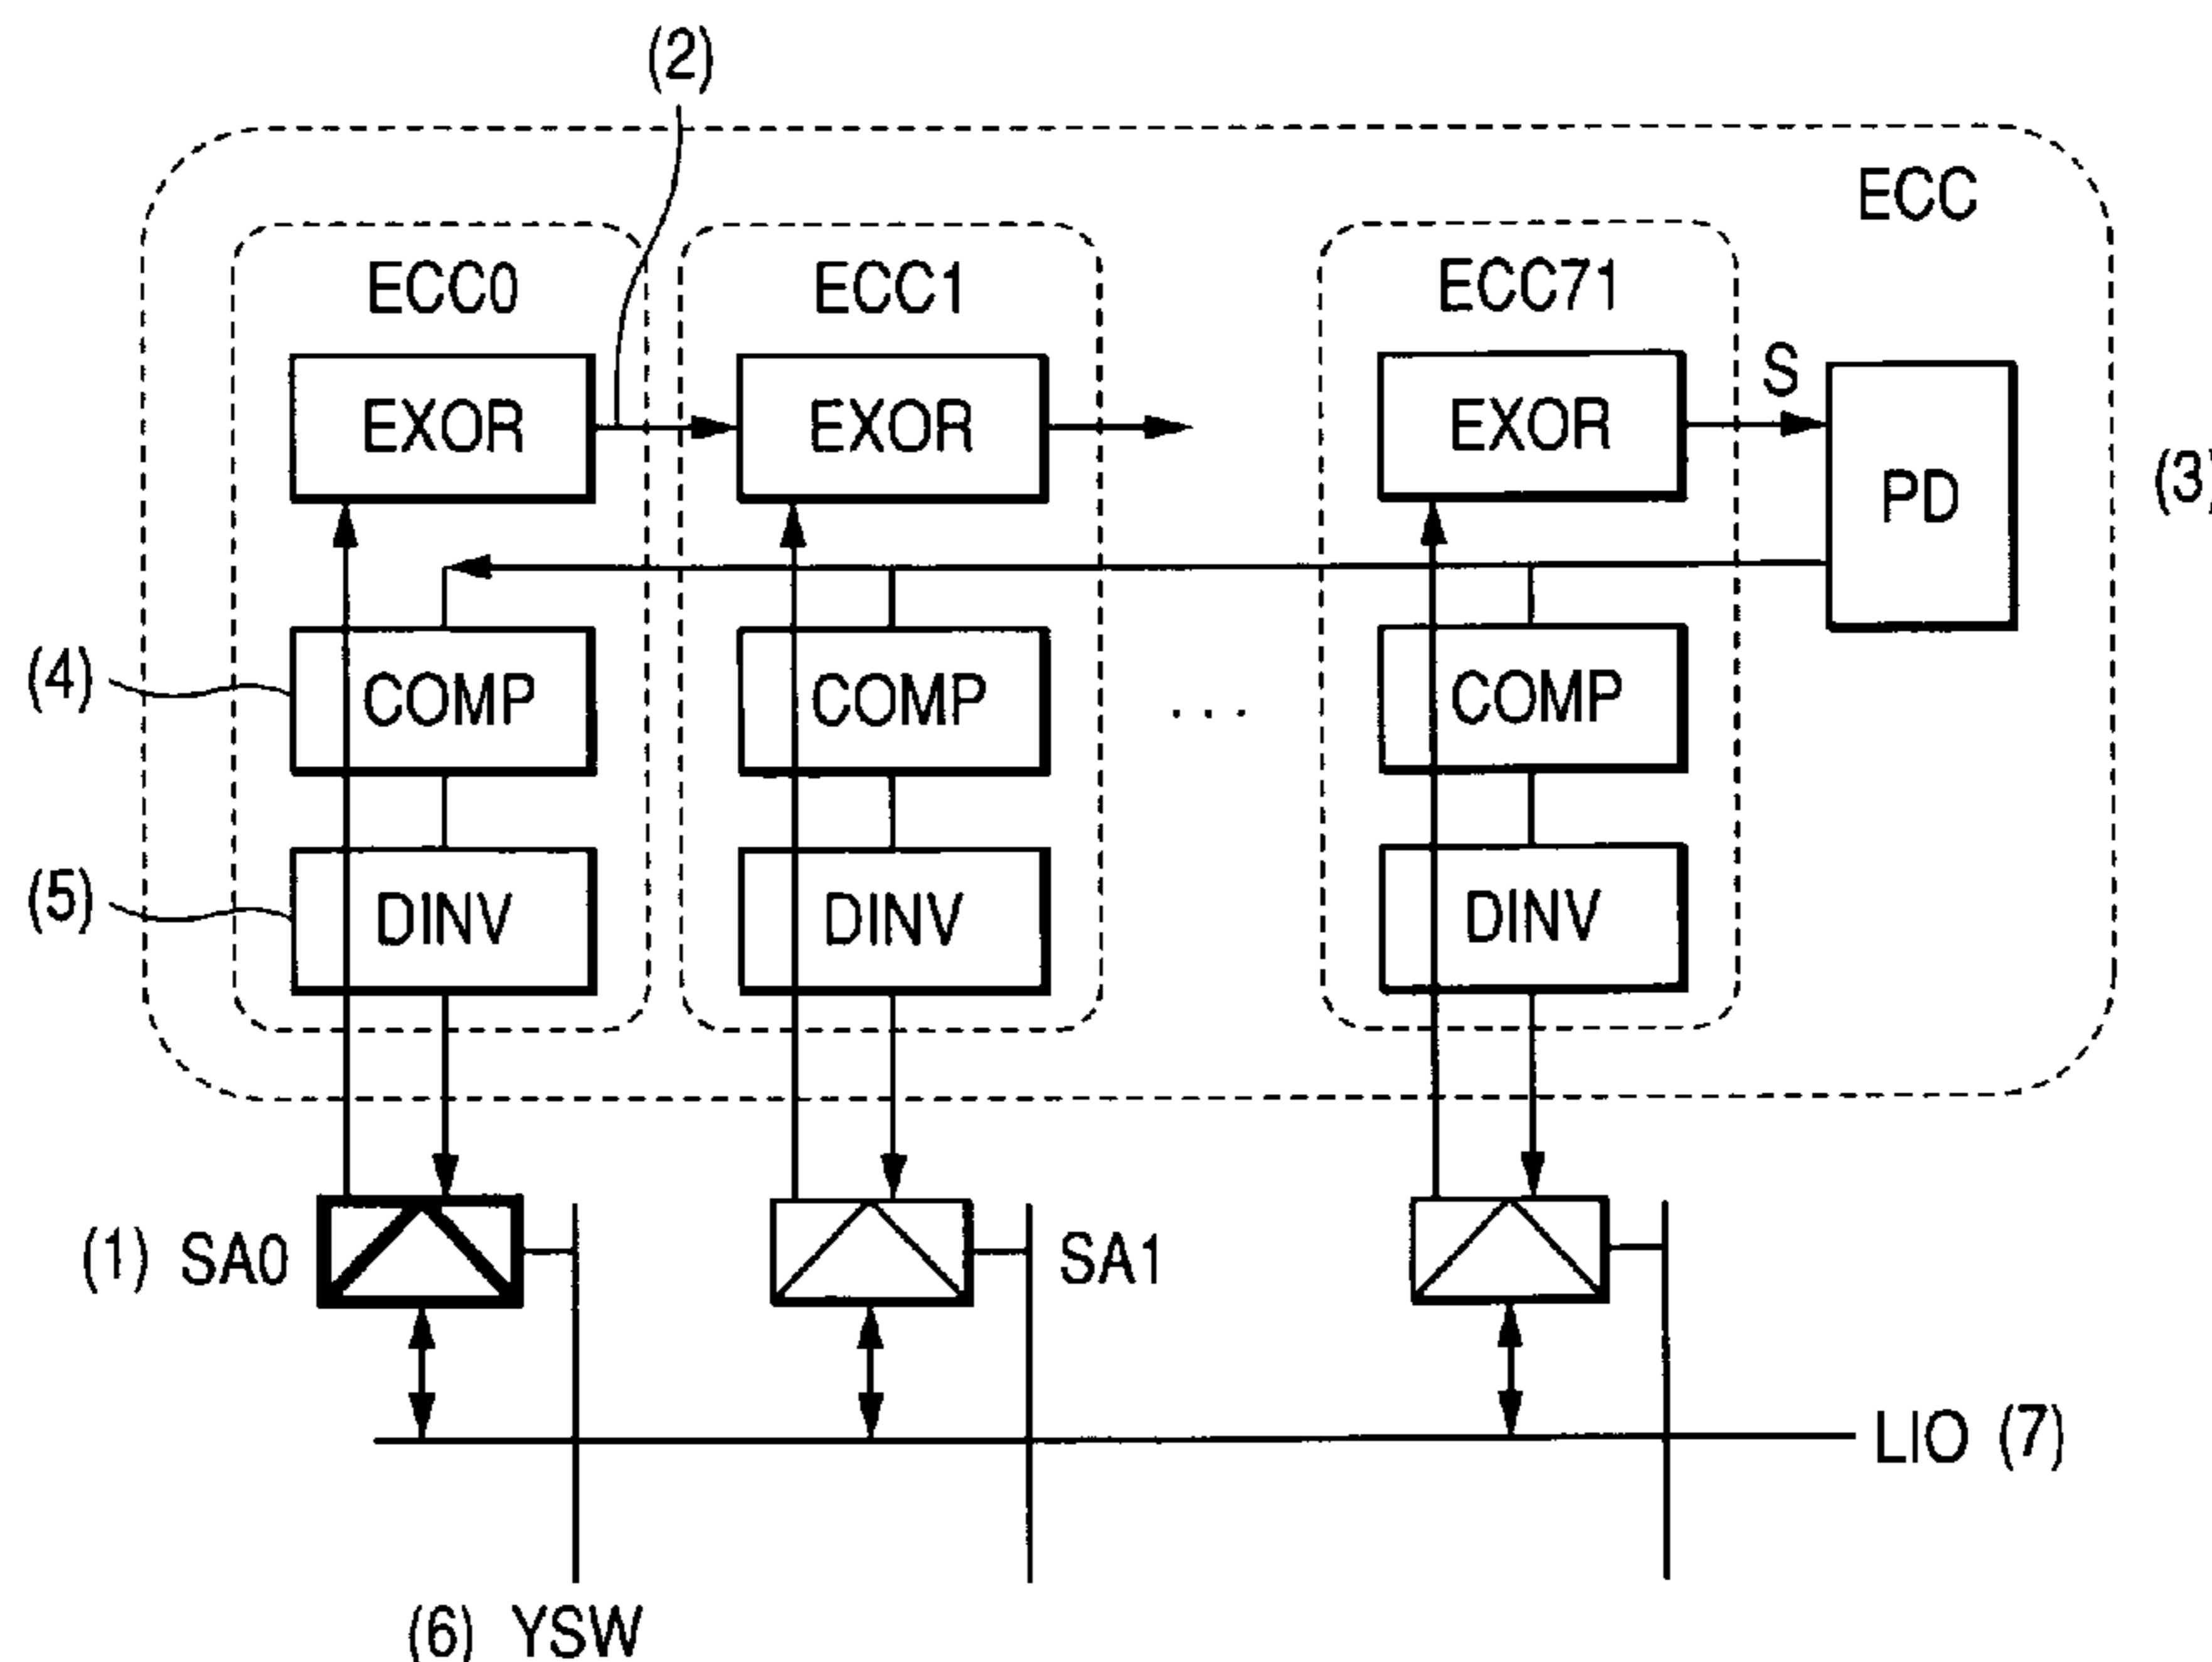 (2)
ECC
ECC0
ECC1
ECC71
EXOR
EXOR
EXOR
S
PD
(3)
(4)
COMP
COMP
. . .
COMP
(5)
DINV
DINV
DINV
(1) SA0
SA1
LIO (7)
(6) YSW